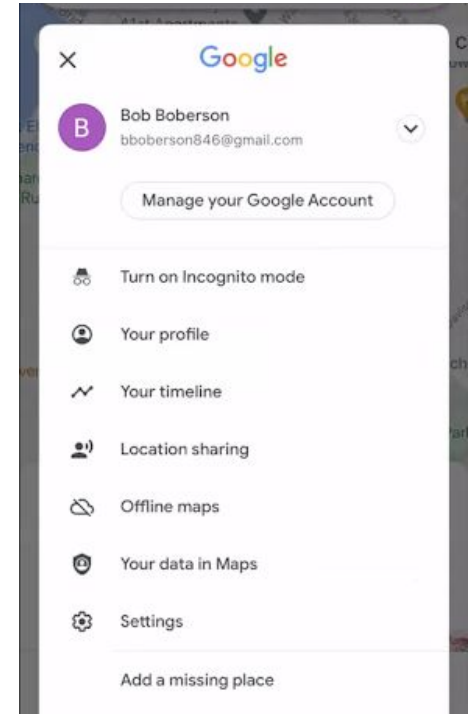 Google
B
Bob Boberson
bboberson846@gmail.com
Manage your Google Account
Turn on Incognito mode
Your profile
Your timeline
Location sharing
Offline maps
Your data in Maps
Settings
Add a missing place